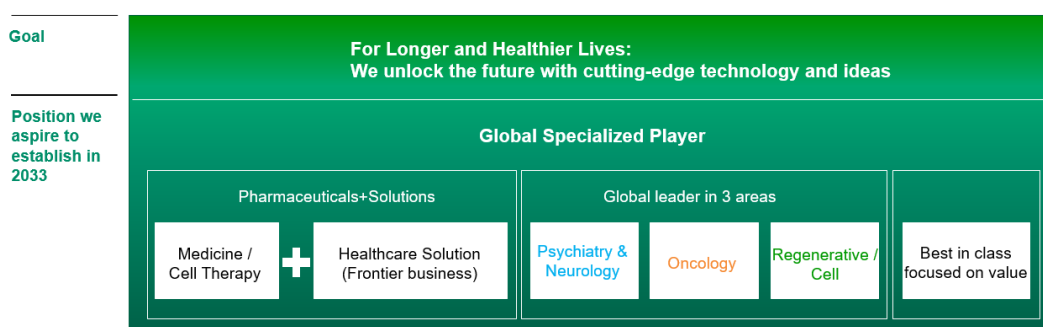 Goal
For Longer and Healthier Lives:
We unlock the future with cutting-edge technology and ideas
Position we
aspire to
establish in
2033
Global Specialized Player
Pharmaceuticals+Solutions
Medicine /
Cell Therapy
Healthcare Solution
(Frontier business)
Global leader in 3 areas
Psychiatry &
Neurology
Oncology
Regenerative /
Cell
Best in class
focused on value